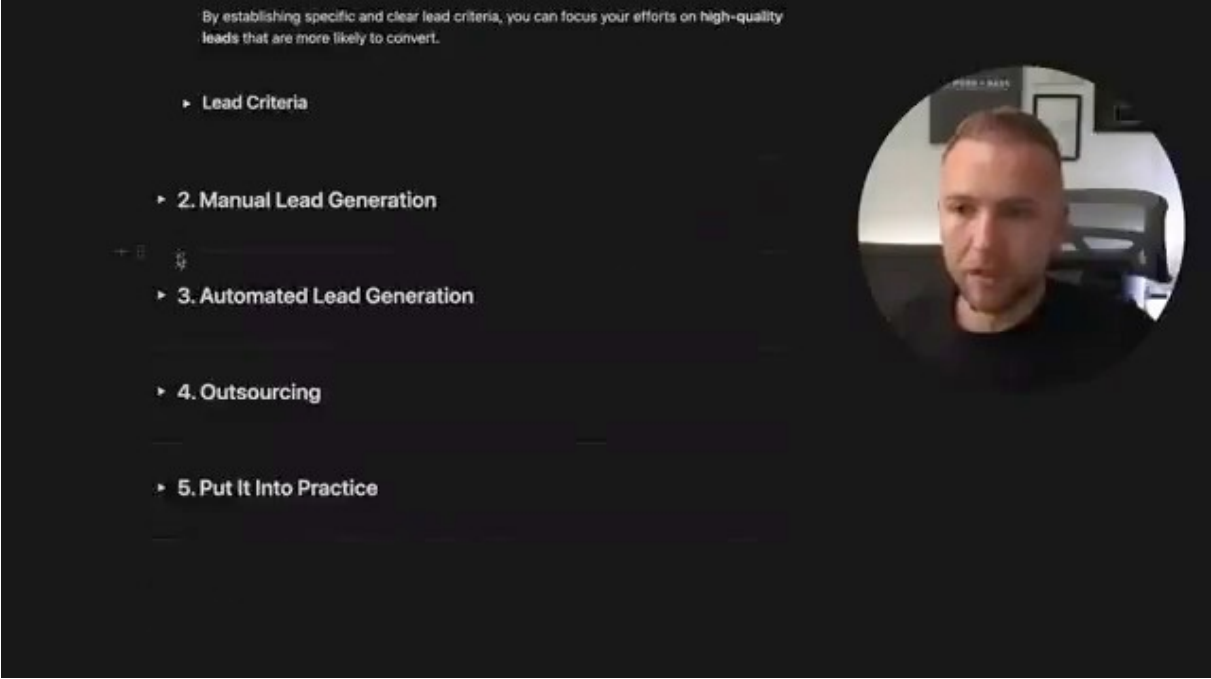 By establishing specific and clear lead criteria, you can focus your efforts on high-quality
leads that are more likely to convert.
Lead Criteria
2. Manual Lead Generation
3. Automated Lead Generation
4. Outsourcing
5. Put It Into Practice